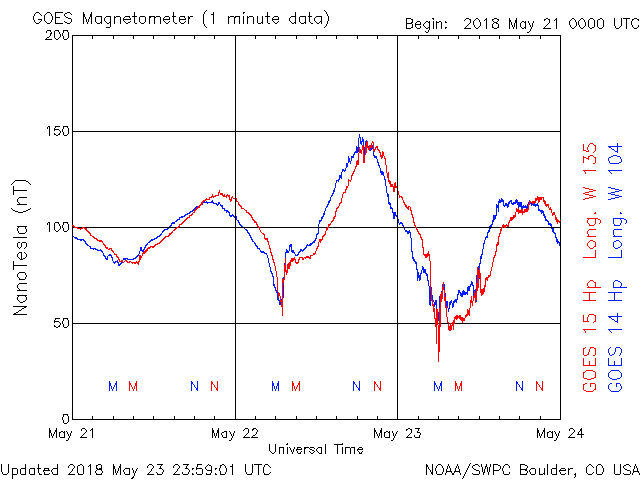 GOES Magnetometer (1 minute data)
Begin: 2018 May 21 0000 UTC
200
150
100
50
0
NanoTesla (nT)
M M N N M M N N M M N N
May 21 May 22 May 23 May 24
Universal Time
GOES 15 Hp Long. W 135
GOES 14 Hp Long. W 104
Updated 2018 May 23 23:59:01 UTC
NOAA/SWPC Boulder, CO USA